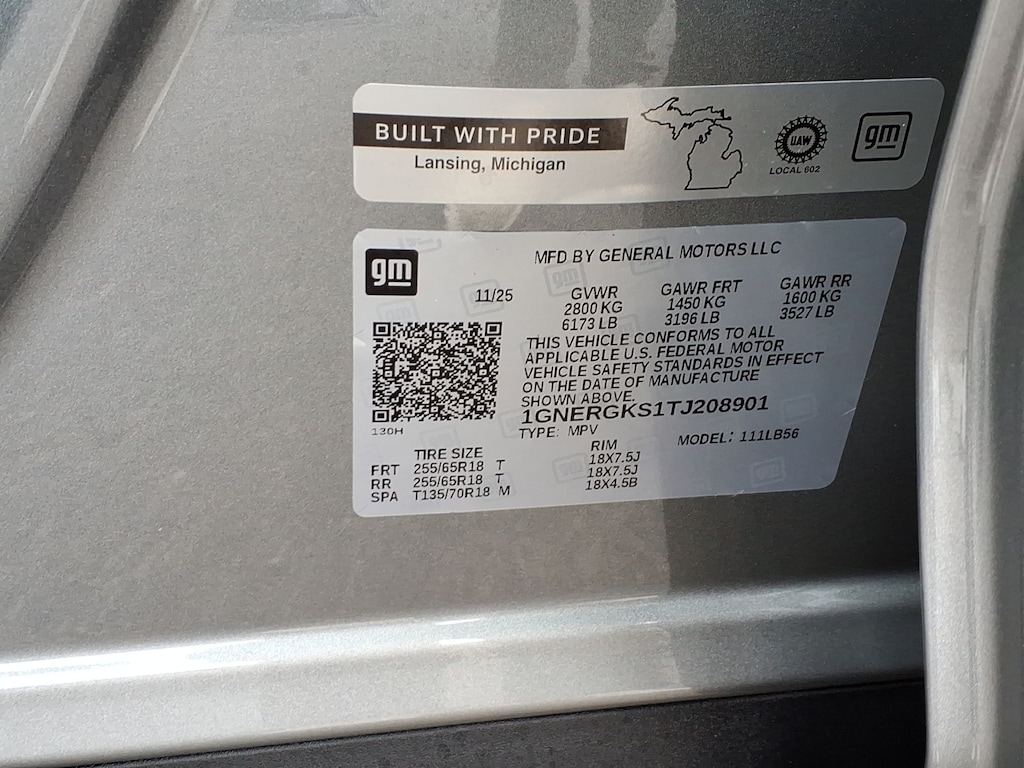 BUILT WITH PRIDE
Lansing, Michigan
UAW
LOCAL 602
gm
gm
MFD BY GENERAL MOTORS LLC
11/25 GVWR GAWR FRT GAWR RR
2800 KG 1450 KG 1600 KG
6173 LB 3196 LB 3527 LB
THIS VEHICLE CONFORMS TO ALL
APPLICABLE U.S. FEDERAL MOTOR
VEHICLE SAFETY STANDARDS IN EFFECT
ON THE DATE OF MANUFACTURE
SHOWN ABOVE.
1GNERGKS1TJ208901
TYPE: MPV MODEL: 111LB56
130H
TIRE SIZE RIM
FRT 255/65R18 T 18X7.5J
RR 255/65R18 T 18X7.5J
SPA T135/70R18 M 18X4.5B